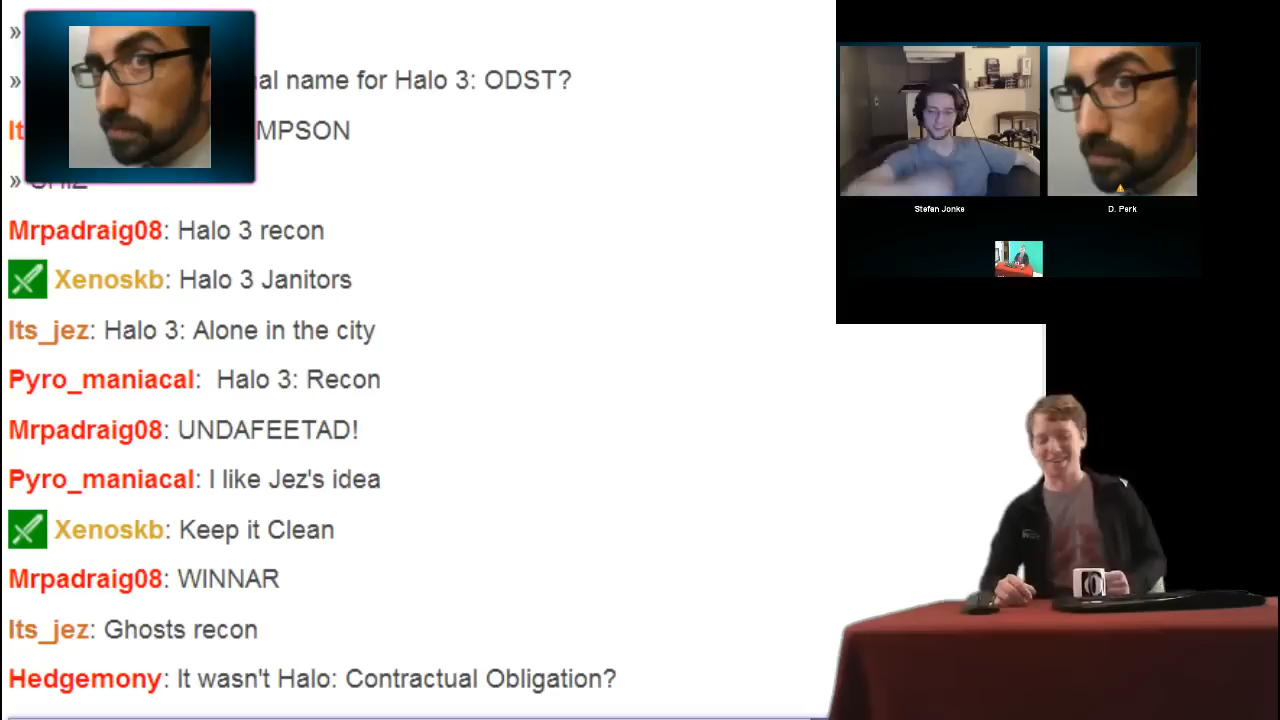 »
» al name for Halo 3: ODST?
It MPSON
»
Mrpadraig08: Halo 3 recon
Xenoskb: Halo 3 Janitors
Its_jez: Halo 3: Alone in the city
Pyro_maniacal: Halo 3: Recon
Mrpadraig08: UNDAFEETAD!
Pyro_maniacal: I like Jez's idea
Xenoskb: Keep it Clean
Mrpadraig08: WINNAR
Its_jez: Ghosts recon
Hedgemony: It wasn't Halo: Contractual Obligation?
Stefan Jonke
D. Perk